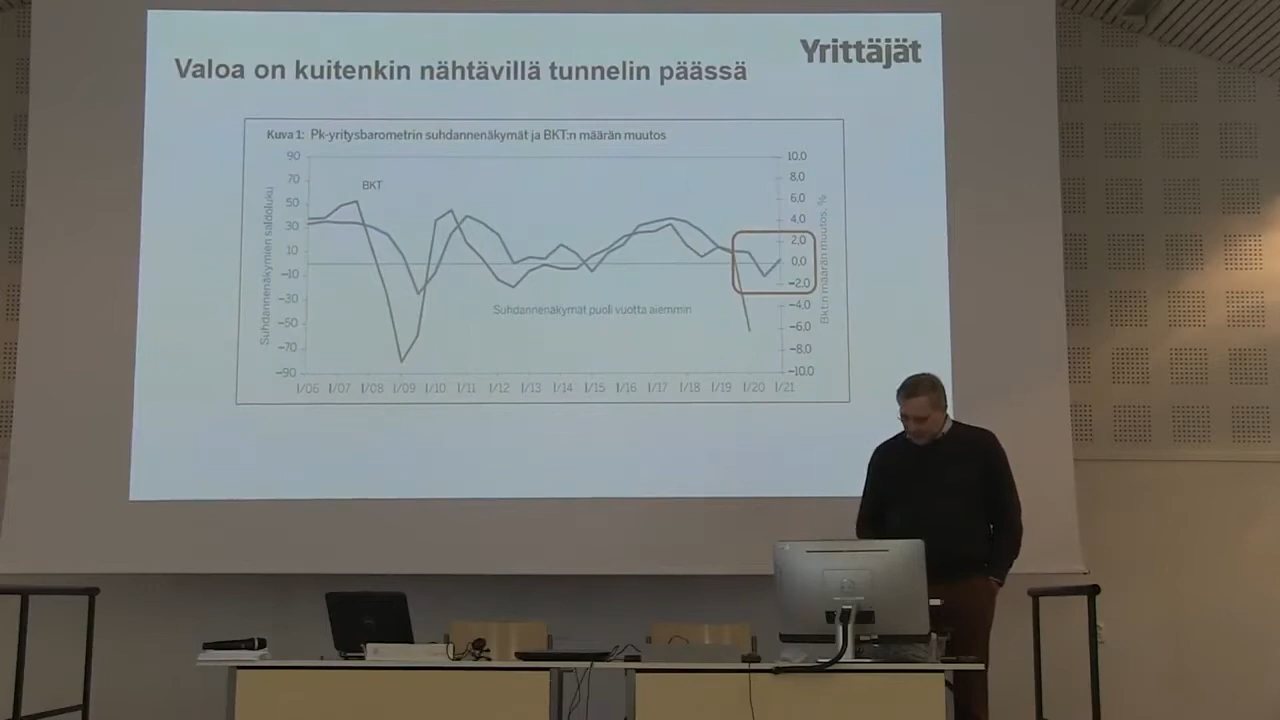 Yrittäjät
Valoa on kuitenkin nähtävillä tunnelin päässä
Kuva 1: Pk-yritysbarometrin suhdannenäkymät ja BKT:n määrän muutos
90
70
50
30
10
−10
−30
−50
−70
−90
Suhdannenäkymien saldoluku
BKT
Suhdannenäkymät puoli vuotta aiemmin
10.0
8.0
6,0
4,0
2,0
0,0
−2.0
−4,0
−6.0
−8.0
−10.0
Bkt:n määrän muutos, %
I/06 I/07 I/08 I/09 I/10 I/11 I/12 I/13 I/14 I/15 I/16 I/17 I/18 I/19 I/20 I/21